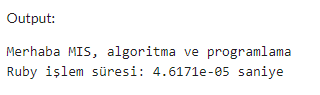 Output:
Merhaba MIS, algoritma ve programlama
Ruby işlem süresi: 4.6171e-05 saniye